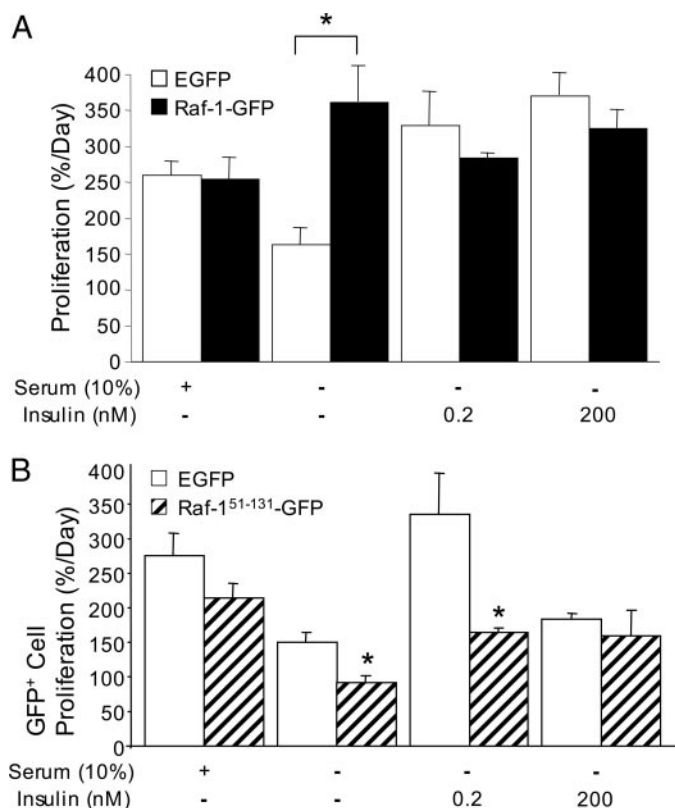 A
*
EGFP
Raf-1-GFP
Proliferation (%/Day)
400
350
300
250
200
150
100
50
0
Serum (10%) + - - -
Insulin (nM) - - 0.2 200
B
EGFP
Raf-1⁵¹⁻¹³¹-GFP
GFP⁺ Cell
Proliferation (%/Day)
400
350
300
250
200
150
100
50
0
*
*
Serum (10%) + - - -
Insulin (nM) - - 0.2 200